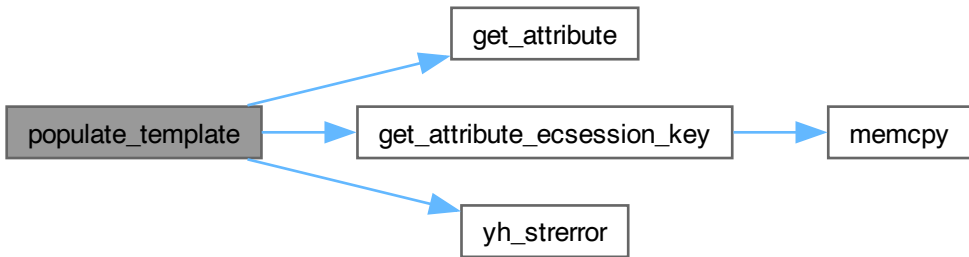 get_attribute
populate_template
get_attribute_ecsession_key
memcpy
yh_strerror